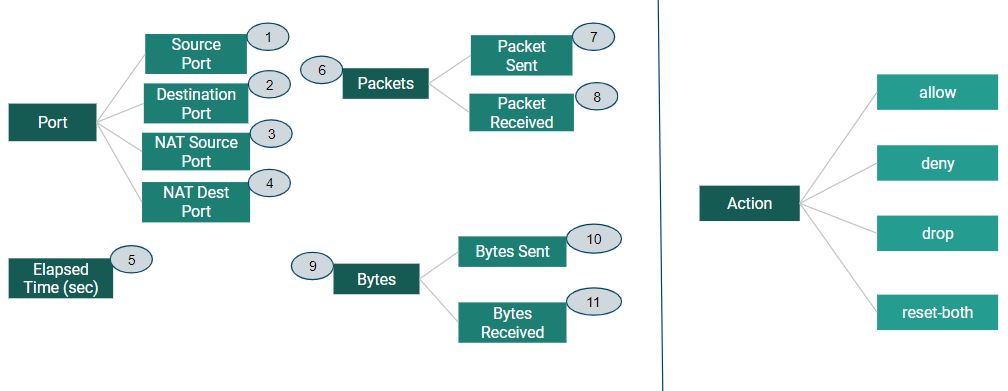 Port
Source
Port
1
Destination
Port
2
NAT Source
Port
3
NAT Dest
Port
4
Elapsed
Time (sec)
5
6
Packets
Packet
Sent
7
Packet
Received
8
9
Bytes
Bytes Sent
10
Bytes
Received
11
Action
allow
deny
drop
reset-both